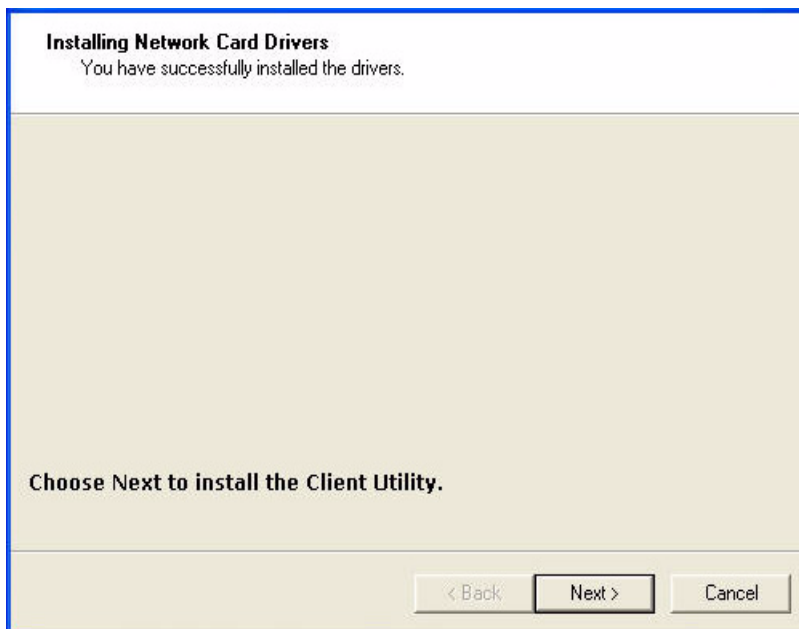 Installing Network Card Drivers
You have successfully installed the drivers.
Choose Next to install the Client Utility.
< Back
Next >
Cancel